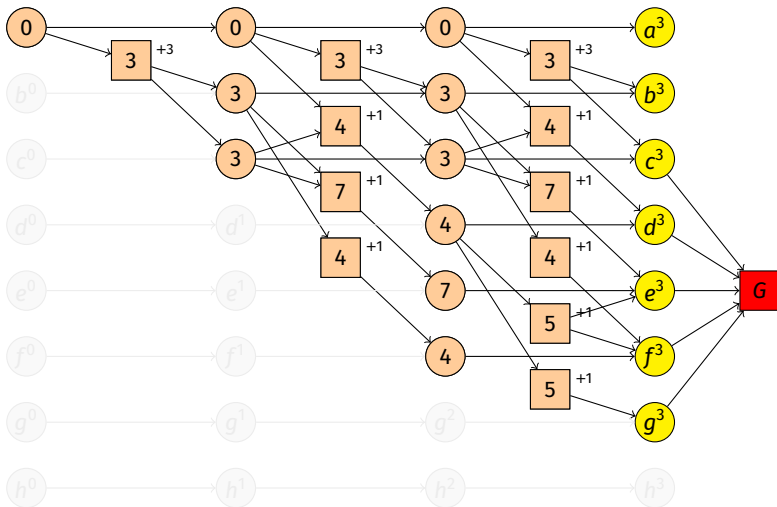 0 0 0 a³
3 +3 3 +3 3 +3
b⁰ 3 3 b³
4 +1 4 +1
c⁰ 3 3 c³
7 +1 7 +1
d⁰ d¹ 4 d³
4 +1 4 +1
e⁰ e¹ 7 e³ G
5 +1
f⁰ f¹ 4 f³
5 +1
g⁰ g¹ g² g³
h⁰ h¹ h² h³